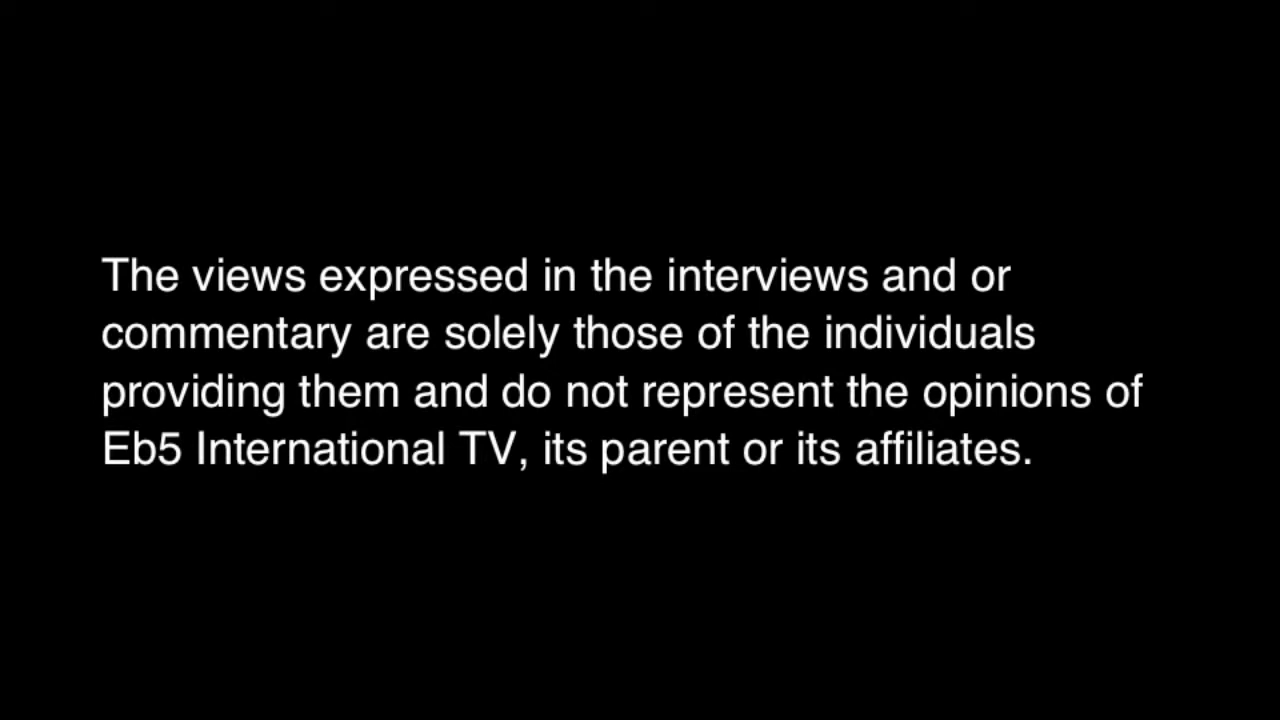 The views expressed in the interviews and or
commentary are solely those of the individuals
providing them and do not represent the opinions of
Eb5 International TV, its parent or its affiliates.